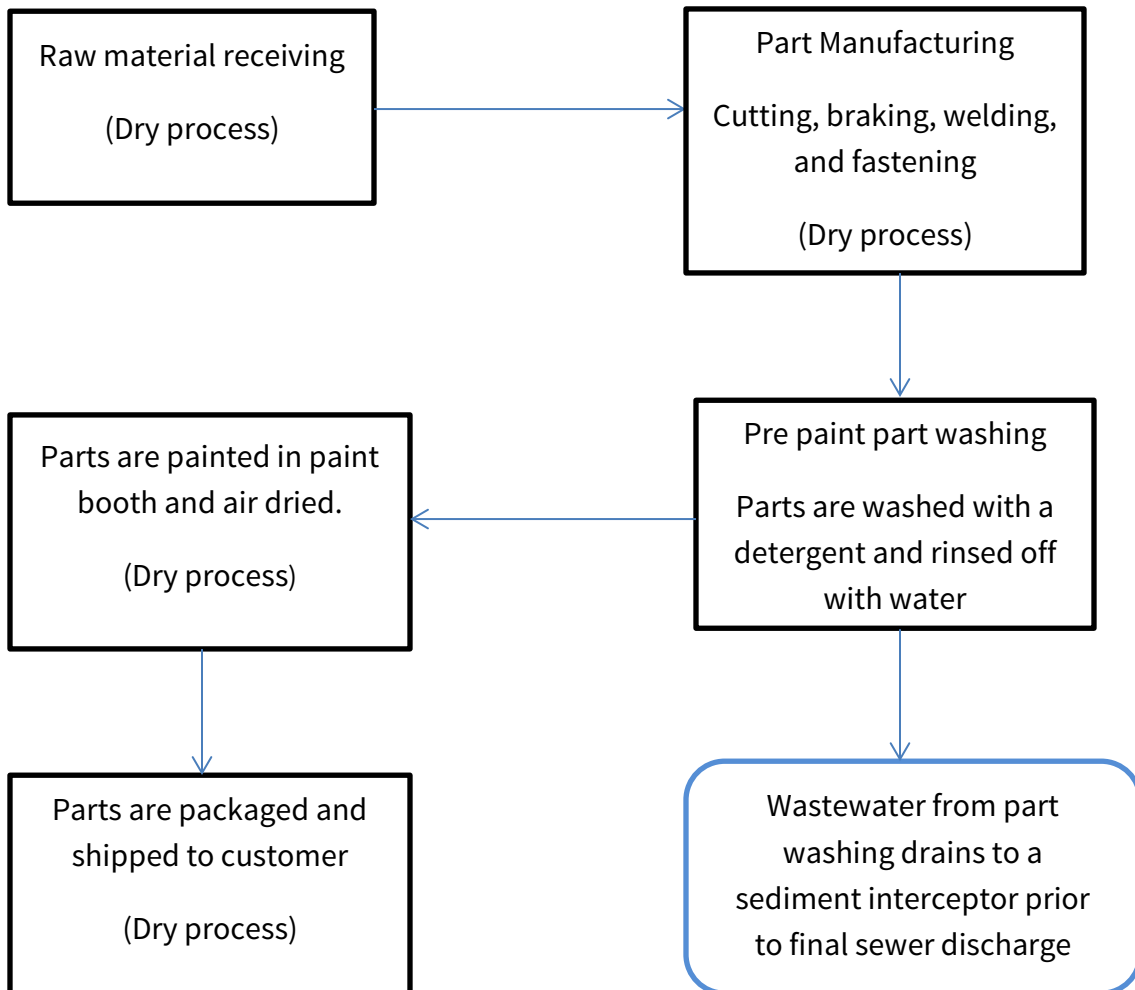 Raw material receiving
(Dry process)
Part Manufacturing
Cutting, braking, welding,
and fastening
(Dry process)
Pre paint part washing
Parts are washed with a
detergent and rinsed off
with water
Parts are painted in paint
booth and air dried.
(Dry process)
Parts are packaged and
shipped to customer
(Dry process)
Wastewater from part
washing drains to a
sediment interceptor prior
to final sewer discharge